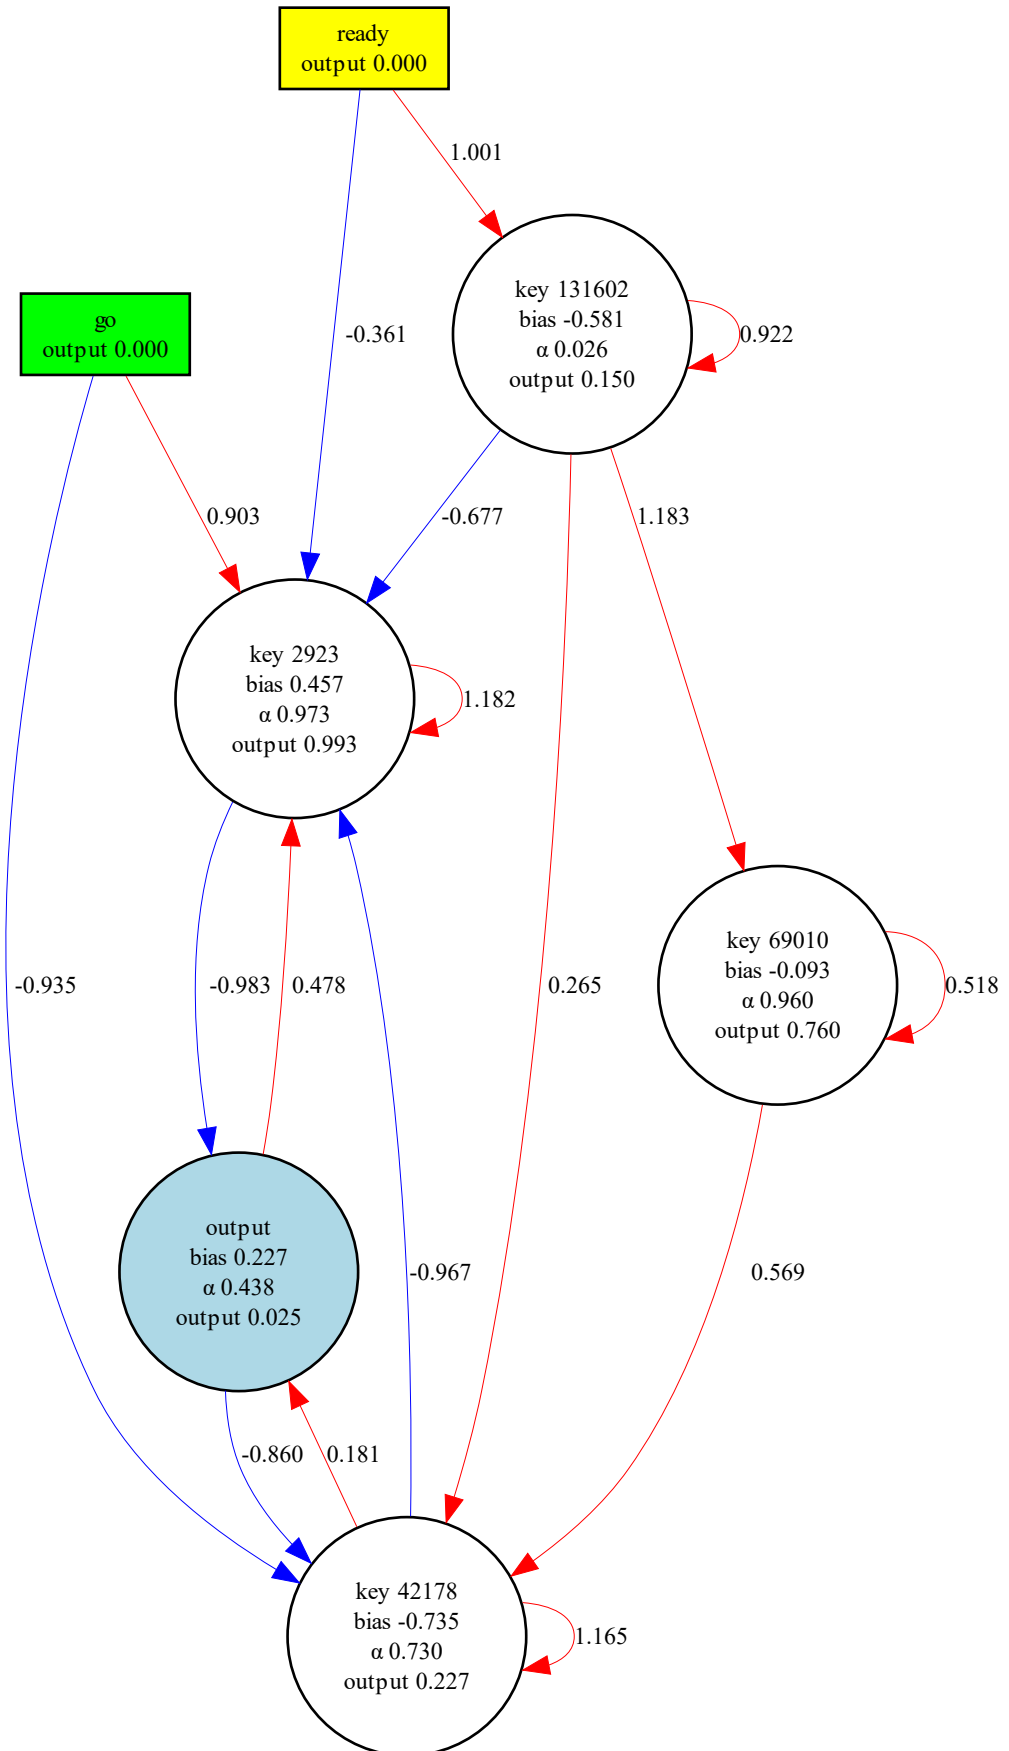 ready
output 0.000
1.001
key 131602
bias -0.581
α 0.026
output 0.150
0.922
go
output 0.000
-0.361
0.903
-0.677
1.183
key 2923
bias 0.457
α 0.973
output 0.993
1.182
key 69010
bias -0.093
α 0.960
output 0.760
0.518
-0.935
-0.983
0.478
0.265
output
bias 0.227
α 0.438
output 0.025
-0.967
0.569
-0.860
0.181
key 42178
bias -0.735
α 0.730
output 0.227
1.165